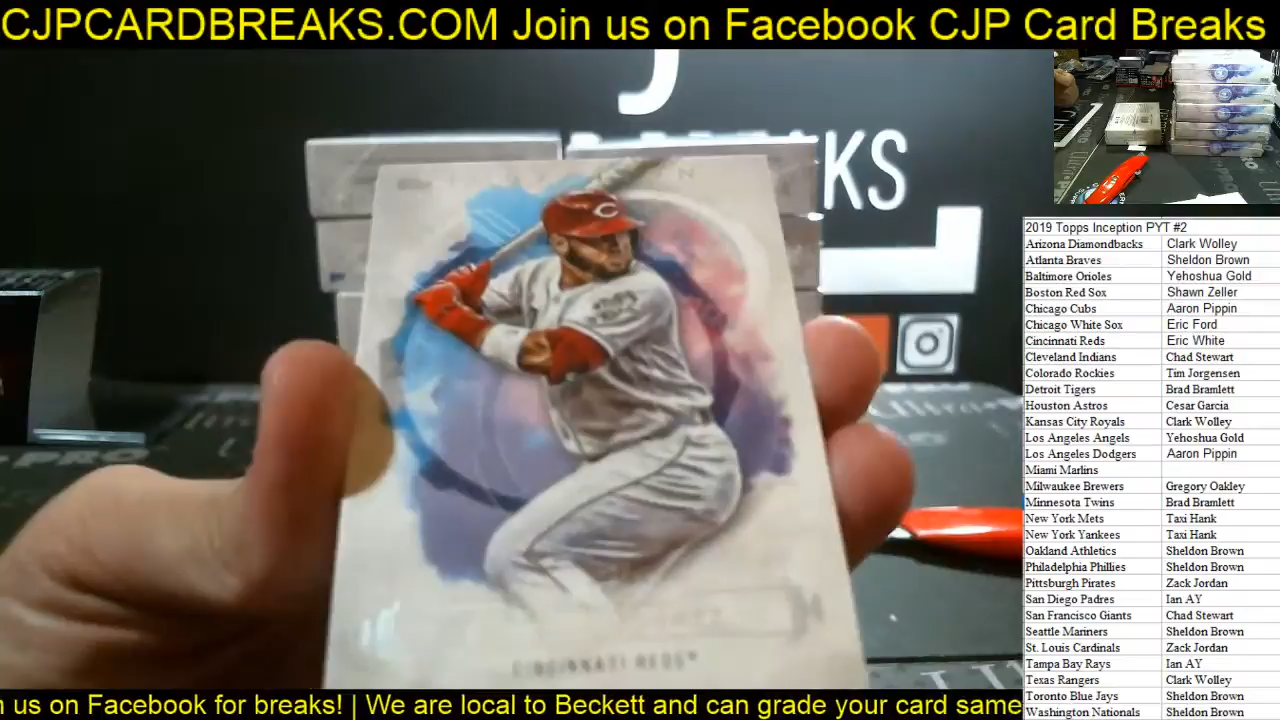 CJPCARDBREAKS.COM Join us on Facebook CJP Card Breaks
J
KS
C
CINCINNATI REDS
2019 Topps Inception PYT #2
Arizona Diamondbacks Clark Wolley
Atlanta Braves Sheldon Brown
Baltimore Orioles Yehoshua Gold
Boston Red Sox Shawn Zeller
Chicago Cubs Aaron Pippin
Chicago White Sox Eric Ford
Cincinnati Reds Eric White
Cleveland Indians Chad Stewart
Colorado Rockies Tim Jorgensen
Detroit Tigers Brad Bramlett
Houston Astros Cesar Garcia
Kansas City Royals Clark Wolley
Los Angeles Angels Yehoshua Gold
Los Angeles Dodgers Aaron Pippin
Miami Marlins
Milwaukee Brewers Gregory Oakley
Minnesota Twins Brad Bramlett
New York Mets Taxi Hank
New York Yankees Taxi Hank
Oakland Athletics Sheldon Brown
Philadelphia Phillies Sheldon Brown
Pittsburgh Pirates Zack Jordan
San Diego Padres Ian AY
San Francisco Giants Chad Stewart
Seattle Mariners Sheldon Brown
St. Louis Cardinals Zack Jordan
Tampa Bay Rays Ian AY
Texas Rangers Clark Wolley
Toronto Blue Jays Sheldon Brown
Washington Nationals Sheldon Brown
n us on Facebook for breaks! | We are local to Beckett and can grade your card same